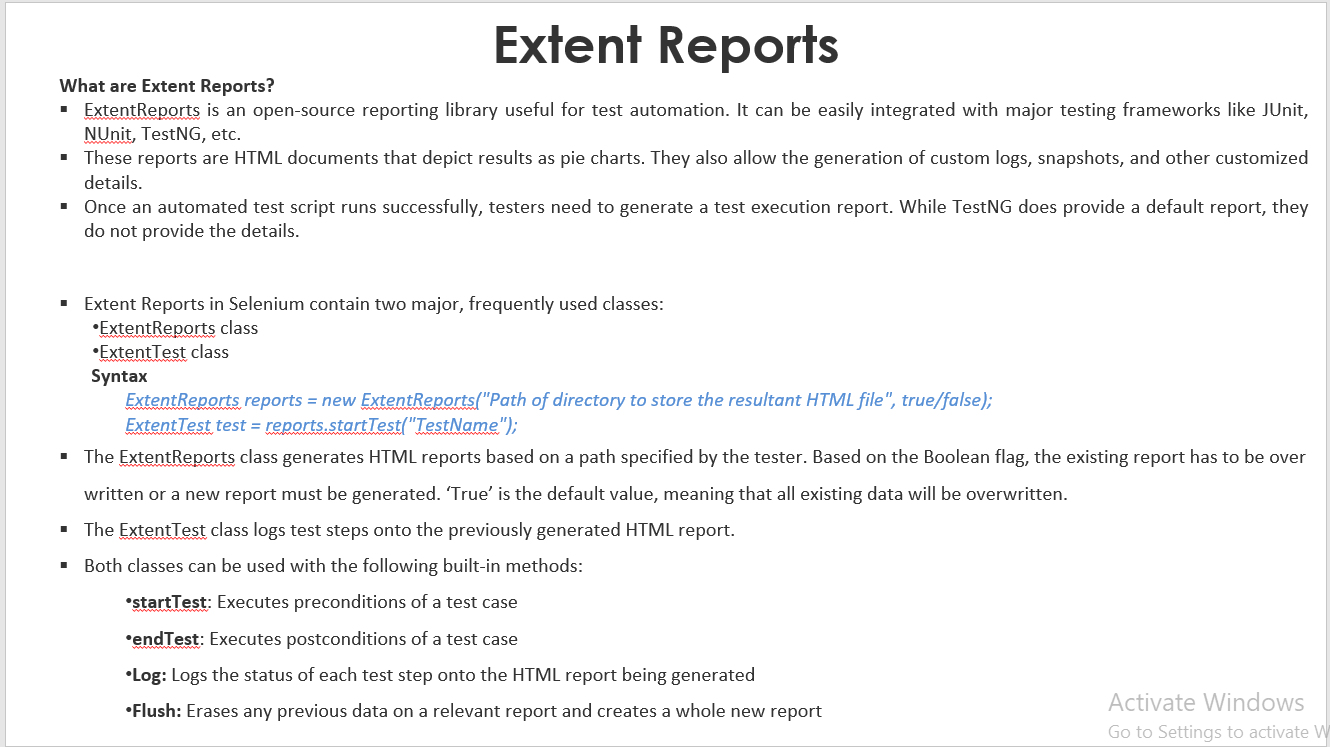 Extent Reports
What are Extent Reports?
▪ ExtentReports is an open-source reporting library useful for test automation. It can be easily integrated with major testing frameworks like JUnit,
NUnit, TestNG, etc.
▪ These reports are HTML documents that depict results as pie charts. They also allow the generation of custom logs, snapshots, and other customized
details.
▪ Once an automated test script runs successfully, testers need to generate a test execution report. While TestNG does provide a default report, they
do not provide the details.
▪ Extent Reports in Selenium contain two major, frequently used classes:
•ExtentReports class
•ExtentTest class
Syntax
ExtentReports reports = new ExtentReports("Path of directory to store the resultant HTML file", true/false);
ExtentTest test = reports.startTest("TestName");
▪ The ExtentReports class generates HTML reports based on a path specified by the tester. Based on the Boolean flag, the existing report has to be over
written or a new report must be generated. ‘True’ is the default value, meaning that all existing data will be overwritten.
▪ The ExtentTest class logs test steps onto the previously generated HTML report.
▪ Both classes can be used with the following built-in methods:
•startTest: Executes preconditions of a test case
•endTest: Executes postconditions of a test case
•Log: Logs the status of each test step onto the HTML report being generated
•Flush: Erases any previous data on a relevant report and creates a whole new report
Activate Windows
Go to Settings to activate W